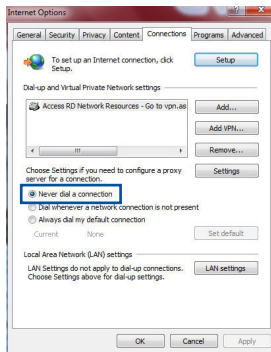 Internet Options
General Security Privacy Content Connections Programs Advanced
To set up an Internet connection, click
Setup.
Setup
Dial-up and Virtual Private Network settings
Access RD Network Resources - Go to vpn.as
Add...
Add VPN...
Remove...
Choose Settings if you need to configure a proxy
server for a connection.
Settings
Never dial a connection
Dial whenever a network connection is not present
Always dial my default connection
Current None
Set default
Local Area Network (LAN) settings
LAN Settings do not apply to dial-up connections.
Choose Settings above for dial-up settings.
LAN settings
OK Cancel Apply